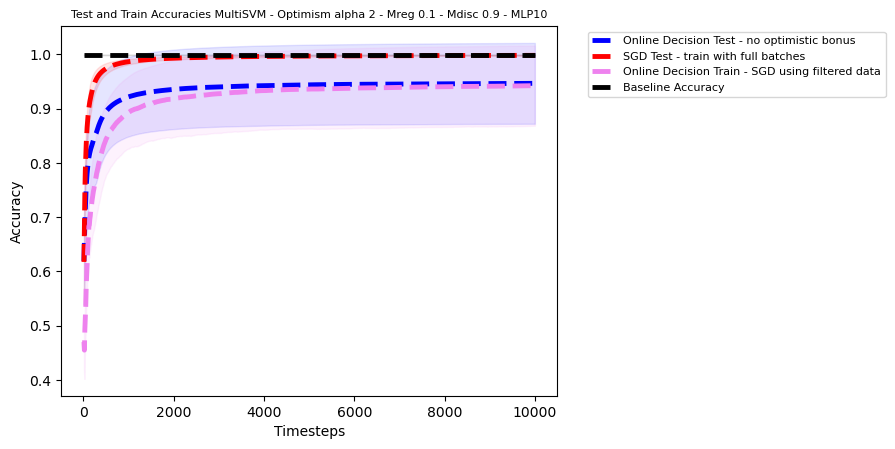 Test and Train Accuracies MultiSVM - Optimism alpha 2 - Mreg 0.1 - Mdisc 0.9 - MLP10
Online Decision Test - no optimistic bonus
SGD Test - train with full batches
Online Decision Train - SGD using filtered data
Baseline Accuracy
Accuracy
1.0
0.9
0.8
0.7
0.6
0.5
0.4
0
2000
4000
6000
8000
10000
Timesteps